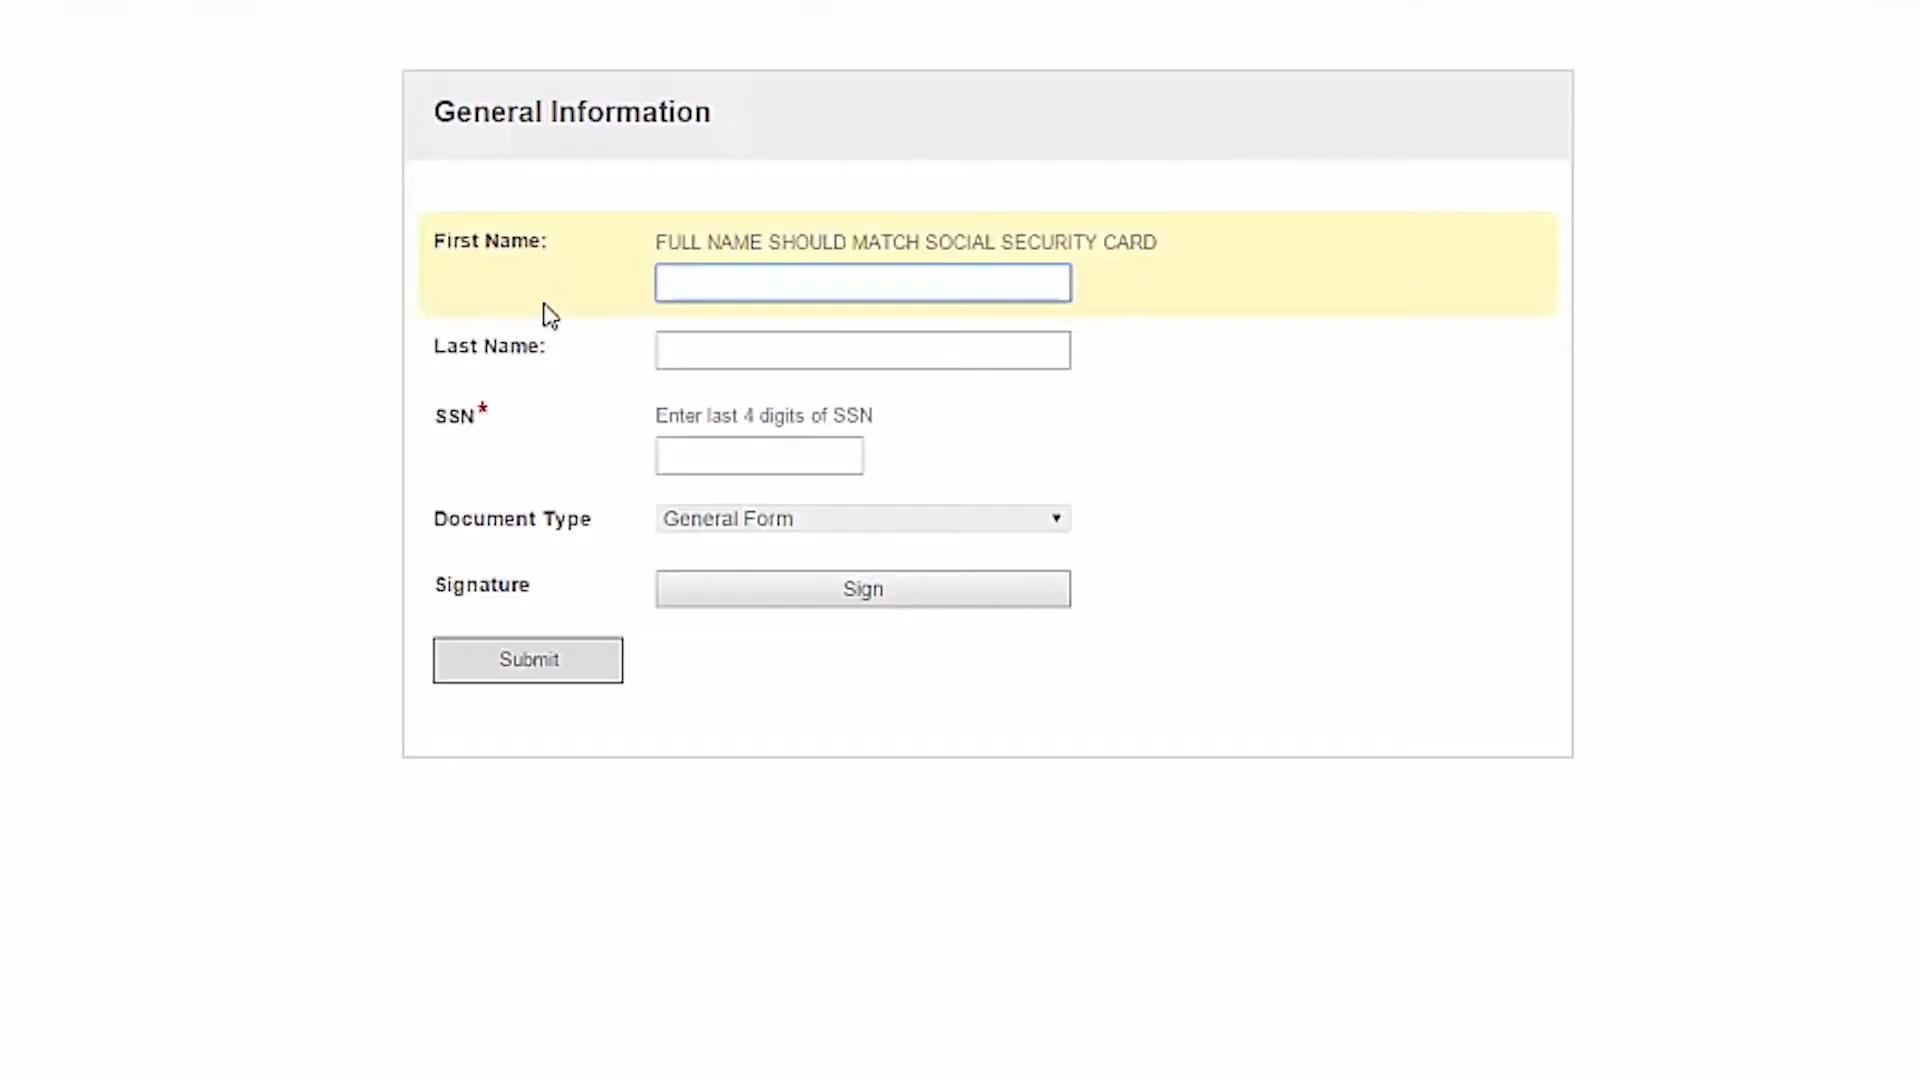 General Information
First Name:
FULL NAME SHOULD MATCH SOCIAL SECURITY CARD
Last Name:
SSN*
Enter last 4 digits of SSN
Document Type
General Form
Signature
Sign
Submit